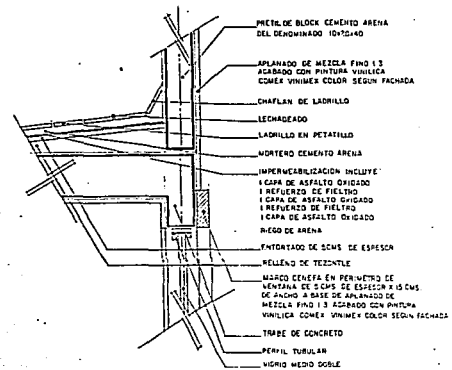 PRETIL DE BLOCK CEMENTO ARENA
DEL DENOMINADO 10x20x40
APLANADO DE MEZCLA FINO 1:3
ACABADO CON PINTURA VINILICA
COMEX VINIMEX COLOR SEGUN FACHADA
CHAFLAN DE LADRILLO
LECHADEADO
LADRILLO EN PETATILLO
MORTERO CEMENTO ARENA
IMPERMEABILIZACION INCLUYE
1 CAPA DE ASFALTO OXIDADO
1 REFUERZO DE FIELTRO
1 CAPA DE ASFALTO OXIDADO
1 REFUERZO DE FIELTRO
1 CAPA DE ASFALTO OXIDADO
RIEGO DE ARENA
ENTORTADO DE 5CMS DE ESPESOR
RELLENO DE TEZONTLE
MARCO CENEFA EN PERIMETRO DE
VENTANA DE 5 CMS. DE ESPESOR X 15 CMS.
DE ANCHO A BASE DE APLANADO DE
MEZCLA FINO 1:3 ACABADO CON PINTURA
VINILICA COMEX VINIMEX COLOR SEGUN FACHADA
TRABE DE CONCRETO
PERFIL TUBULAR
VIDRIO MEDIO DOBLE